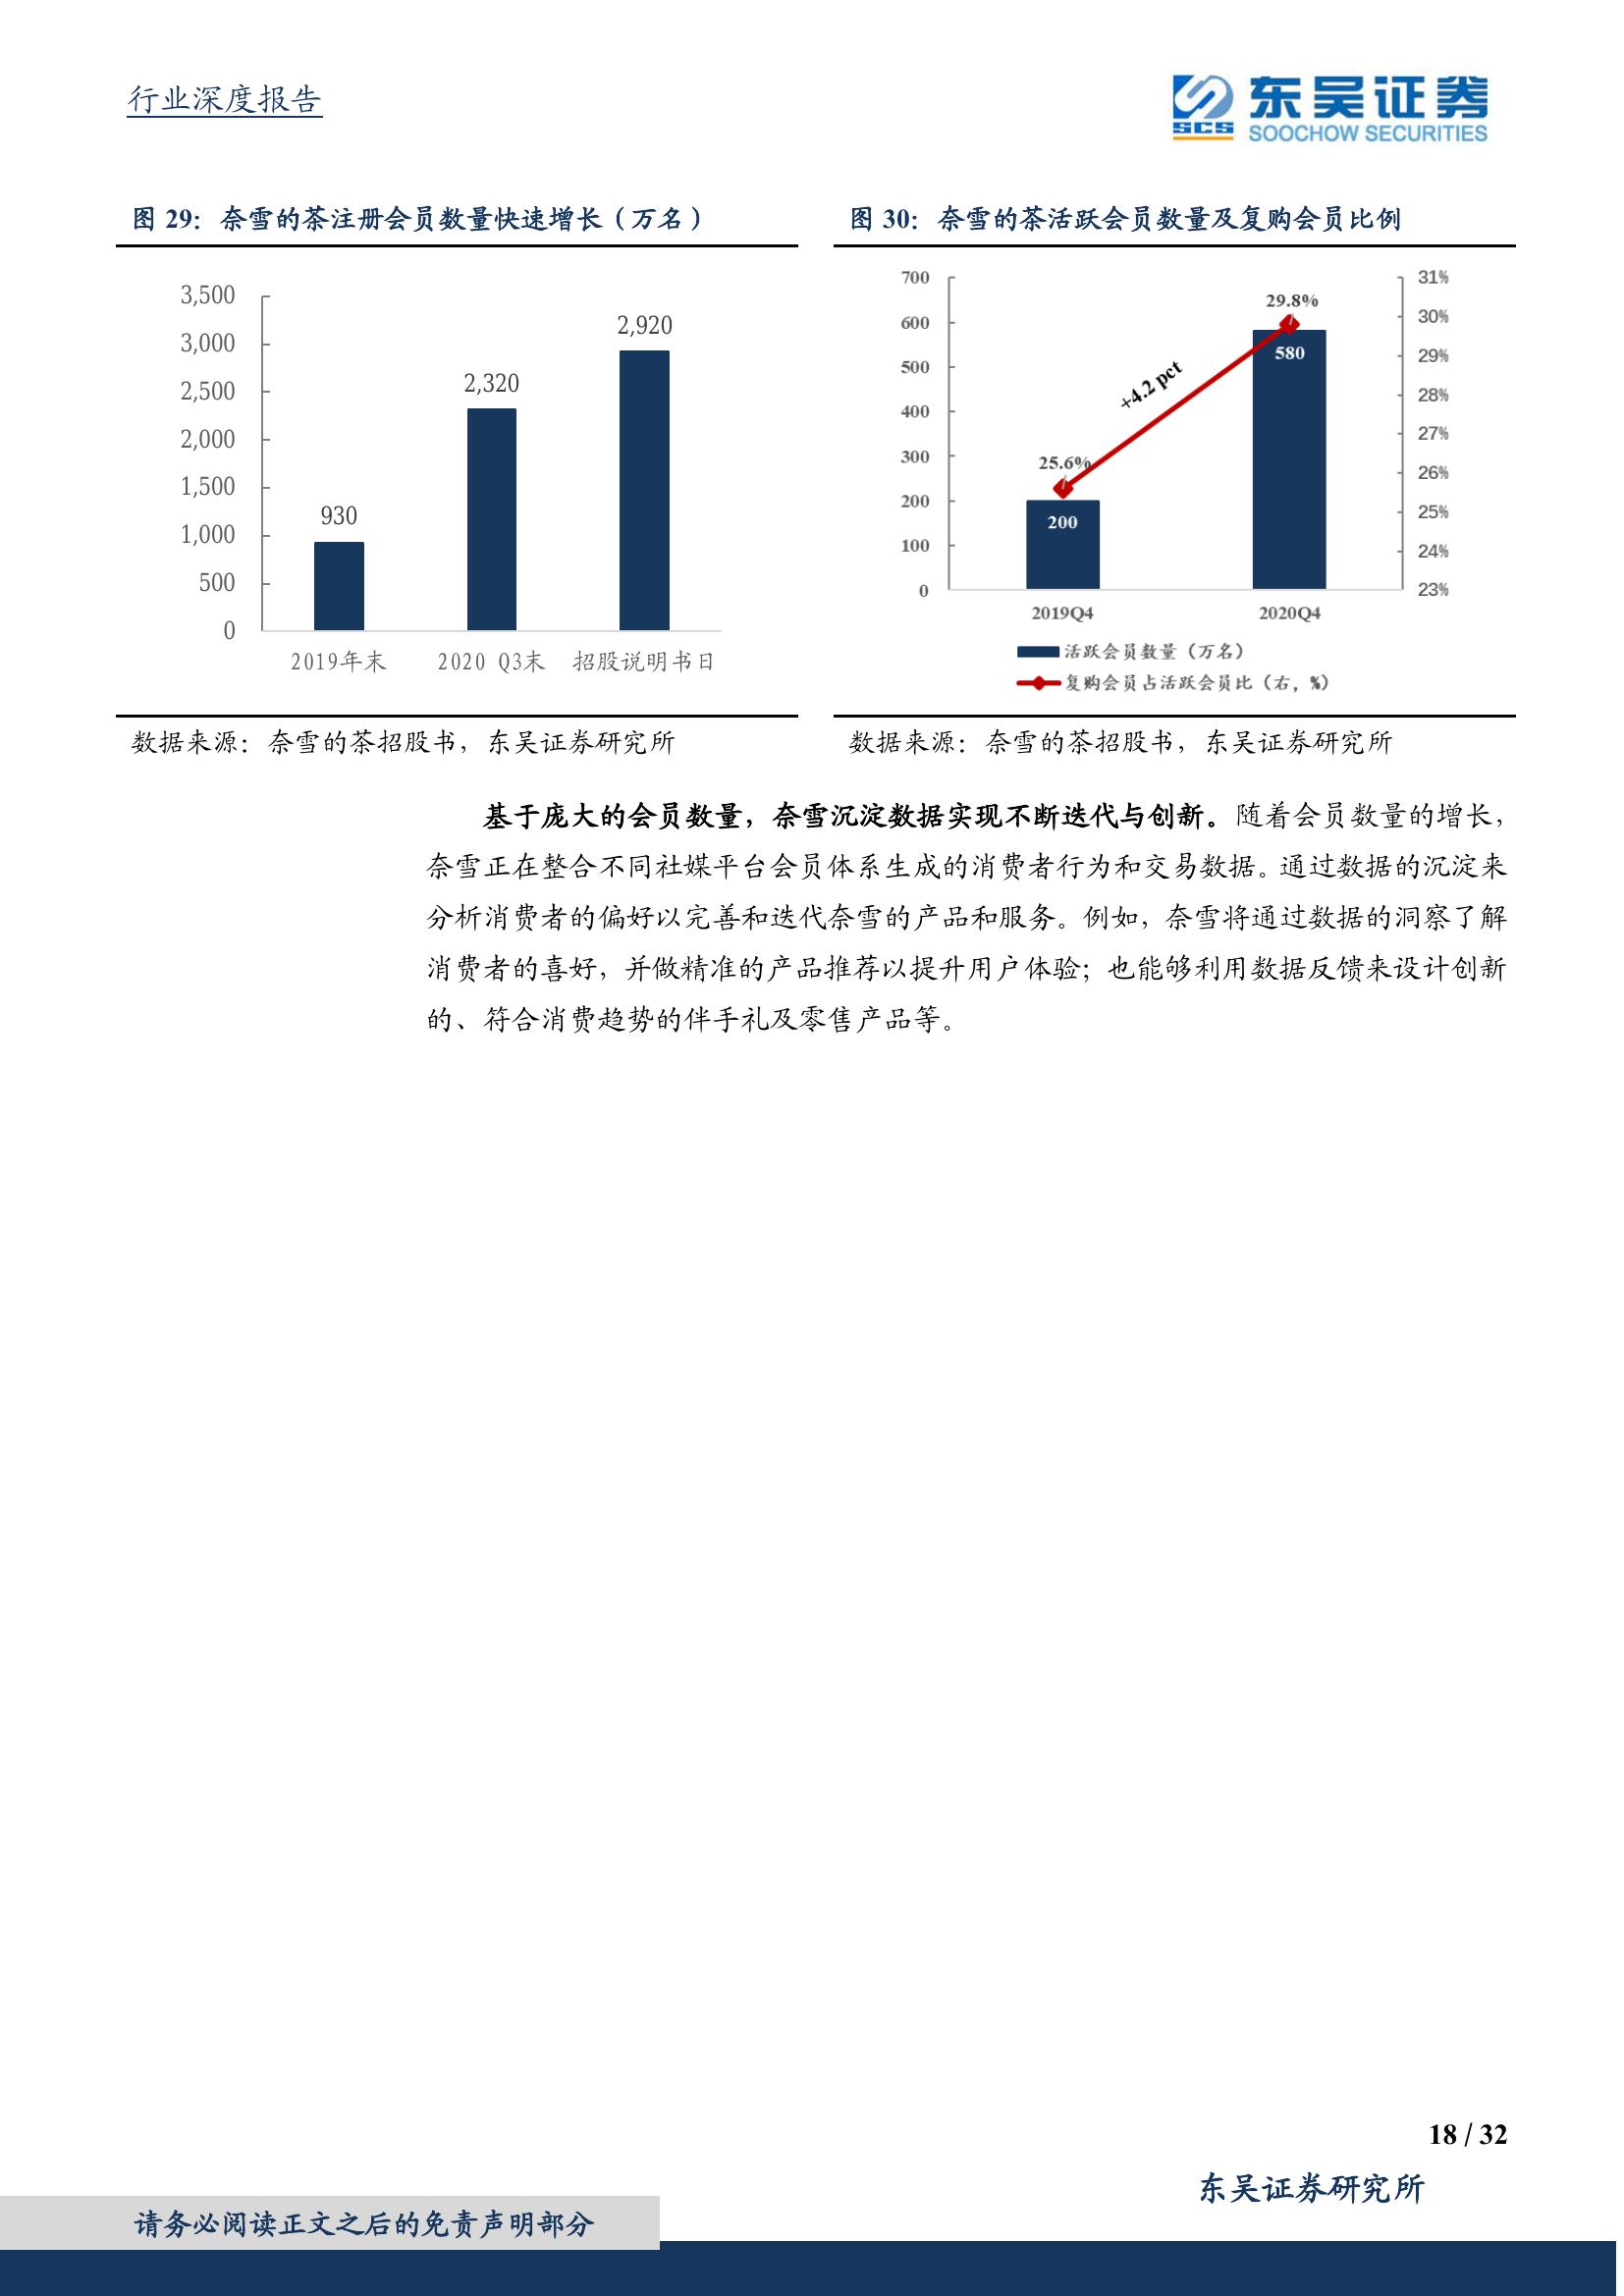 行业深度报告
SCS
东吴证券
SOOCHOW SECURITIES
图 29：奈雪的茶注册会员数量快速增长（万名）
3,500
3,000
2,500
2,000
1,500
1,000
500
0
930
2,320
2,920
2019年末
2020 Q3末
招股说明书日
数据来源：奈雪的茶招股书，东吴证券研究所
图 30：奈雪的茶活跃会员数量及复购会员比例
700
600
500
400
300
200
100
0
31%
30%
29%
28%
27%
26%
25%
24%
23%
25.6%
200
+4.2 pct
29.8%
580
2019Q4
2020Q4
活跃会员数量（万名）
复购会员占活跃会员比（右，%）
数据来源：奈雪的茶招股书，东吴证券研究所
基于庞大的会员数量，奈雪沉淀数据实现不断迭代与创新。随着会员数量的增长，
奈雪正在整合不同社媒平台会员体系生成的消费者行为和交易数据。通过数据的沉淀来
分析消费者的偏好以完善和迭代奈雪的产品和服务。例如，奈雪将通过数据的洞察了解
消费者的喜好，并做精准的产品推荐以提升用户体验；也能够利用数据反馈来设计创新
的、符合消费趋势的伴手礼及零售产品等。
18 / 32
东吴证券研究所
请务必阅读正文之后的免责声明部分